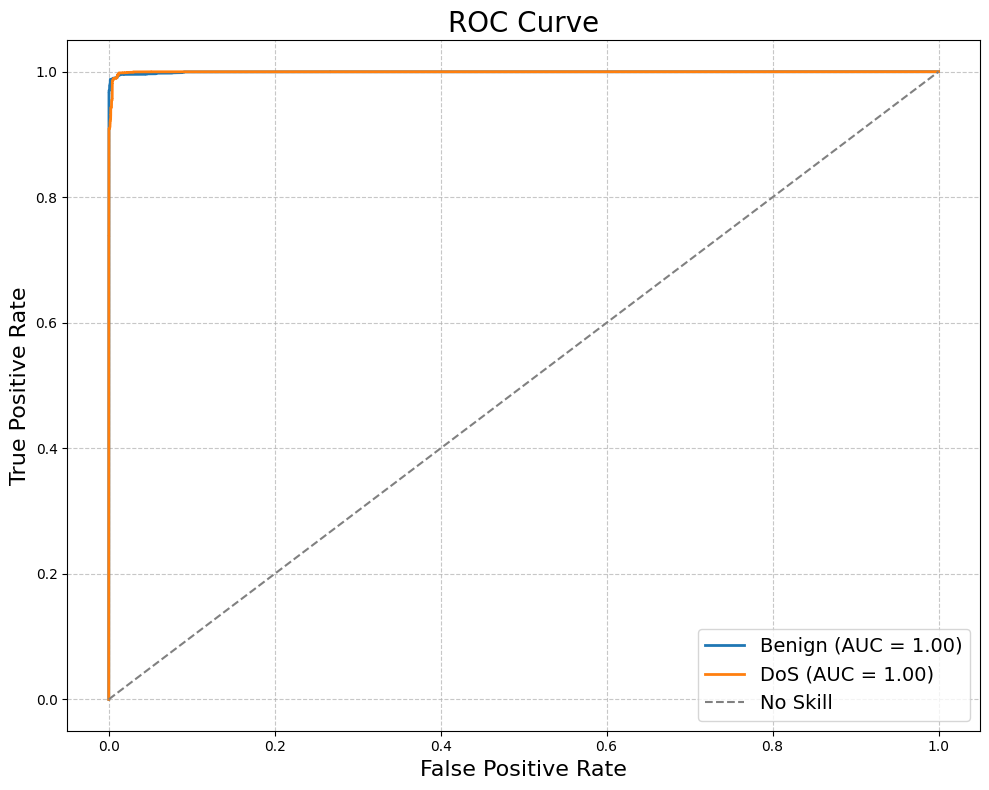 ROC Curve
True Positive Rate
1.0
0.8
0.6
0.4
0.2
0.0
Benign (AUC = 1.00)
DoS (AUC = 1.00)
No Skill
0.0 0.2 0.4 0.6 0.8 1.0
False Positive Rate